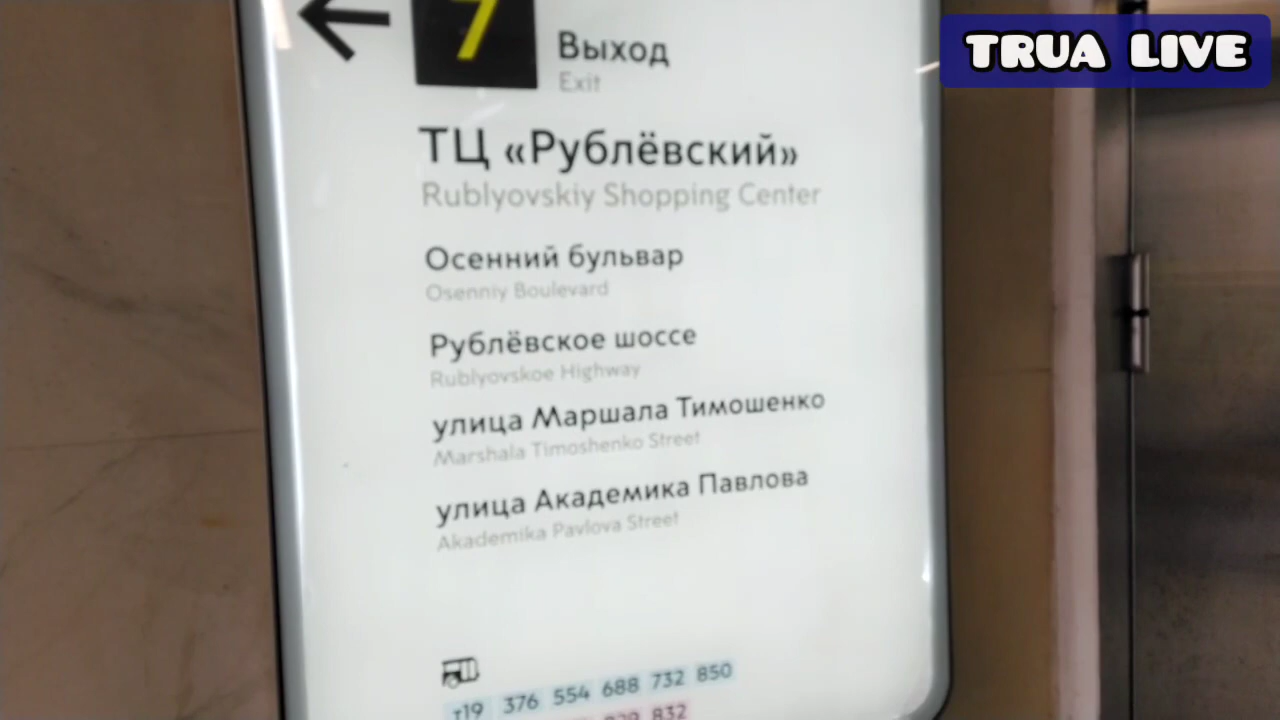 TRUA LIVE
7 Выход
Exit
ТЦ «Рублёвский»
Rublyovskiy Shopping Center
Осенний бульвар
Osenniy Boulevard
Рублёвское шоссе
Rublyovskoe Highway
улица Маршала Тимошенко
Marshala Timoshenko Street
улица Академика Павлова
Akademika Pavlova Street
т19 376 554 688 732 850
832